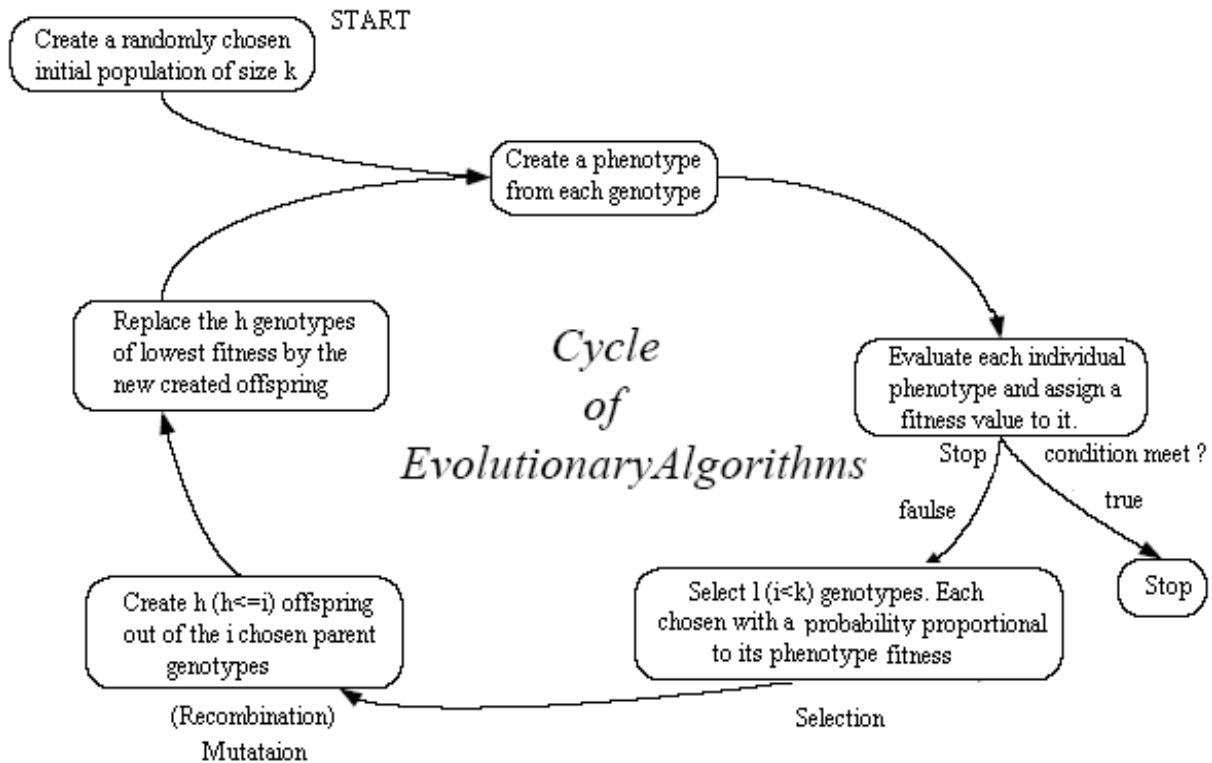 START
Create a randomly chosen
initial population of size k
Create a phenotype
from each genotype
Evaluate each individual
phenotype and assign a
fitness value to it.
Stop condition meet ?
faulse
true
Stop
Select l (i<k) genotypes. Each
chosen with a probability proportional
to its phenotype fitness
Selection
Create h (h<=i) offspring
out of the i chosen parent
genotypes
(Recombination)
Mutataion
Replace the h genotypes
of lowest fitness by the
new created offspring
Cycle
of
EvolutionaryAlgorithms